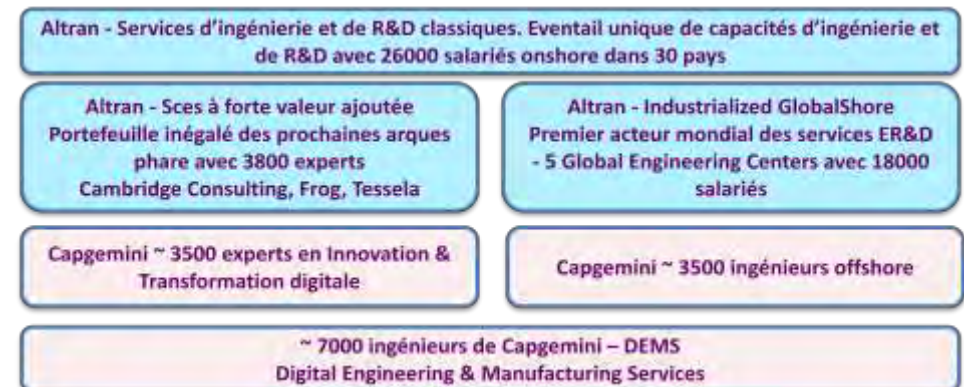 Altran - Services d'ingénierie et de R&D classiques. Eventail unique de capacités d'ingénierie et
de R&D avec 26000 salariés onshore dans 30 pays
Altran - Sces à forte valeur ajoutée
Portefeuille inégalé des prochaines arques
phare avec 3800 experts
Cambridge Consulting, Frog, Tessela
Altran - Industrialized GlobalShore
Premier acteur mondial des services ER&D
- 5 Global Engineering Centers avec 18000
salariés
Capgemini ~ 3500 experts en Innovation &
Transformation digitale
Capgemini ~ 3500 ingénieurs offshore
~ 7000 ingénieurs de Capgemini – DEMS
Digital Engineering & Manufacturing Services